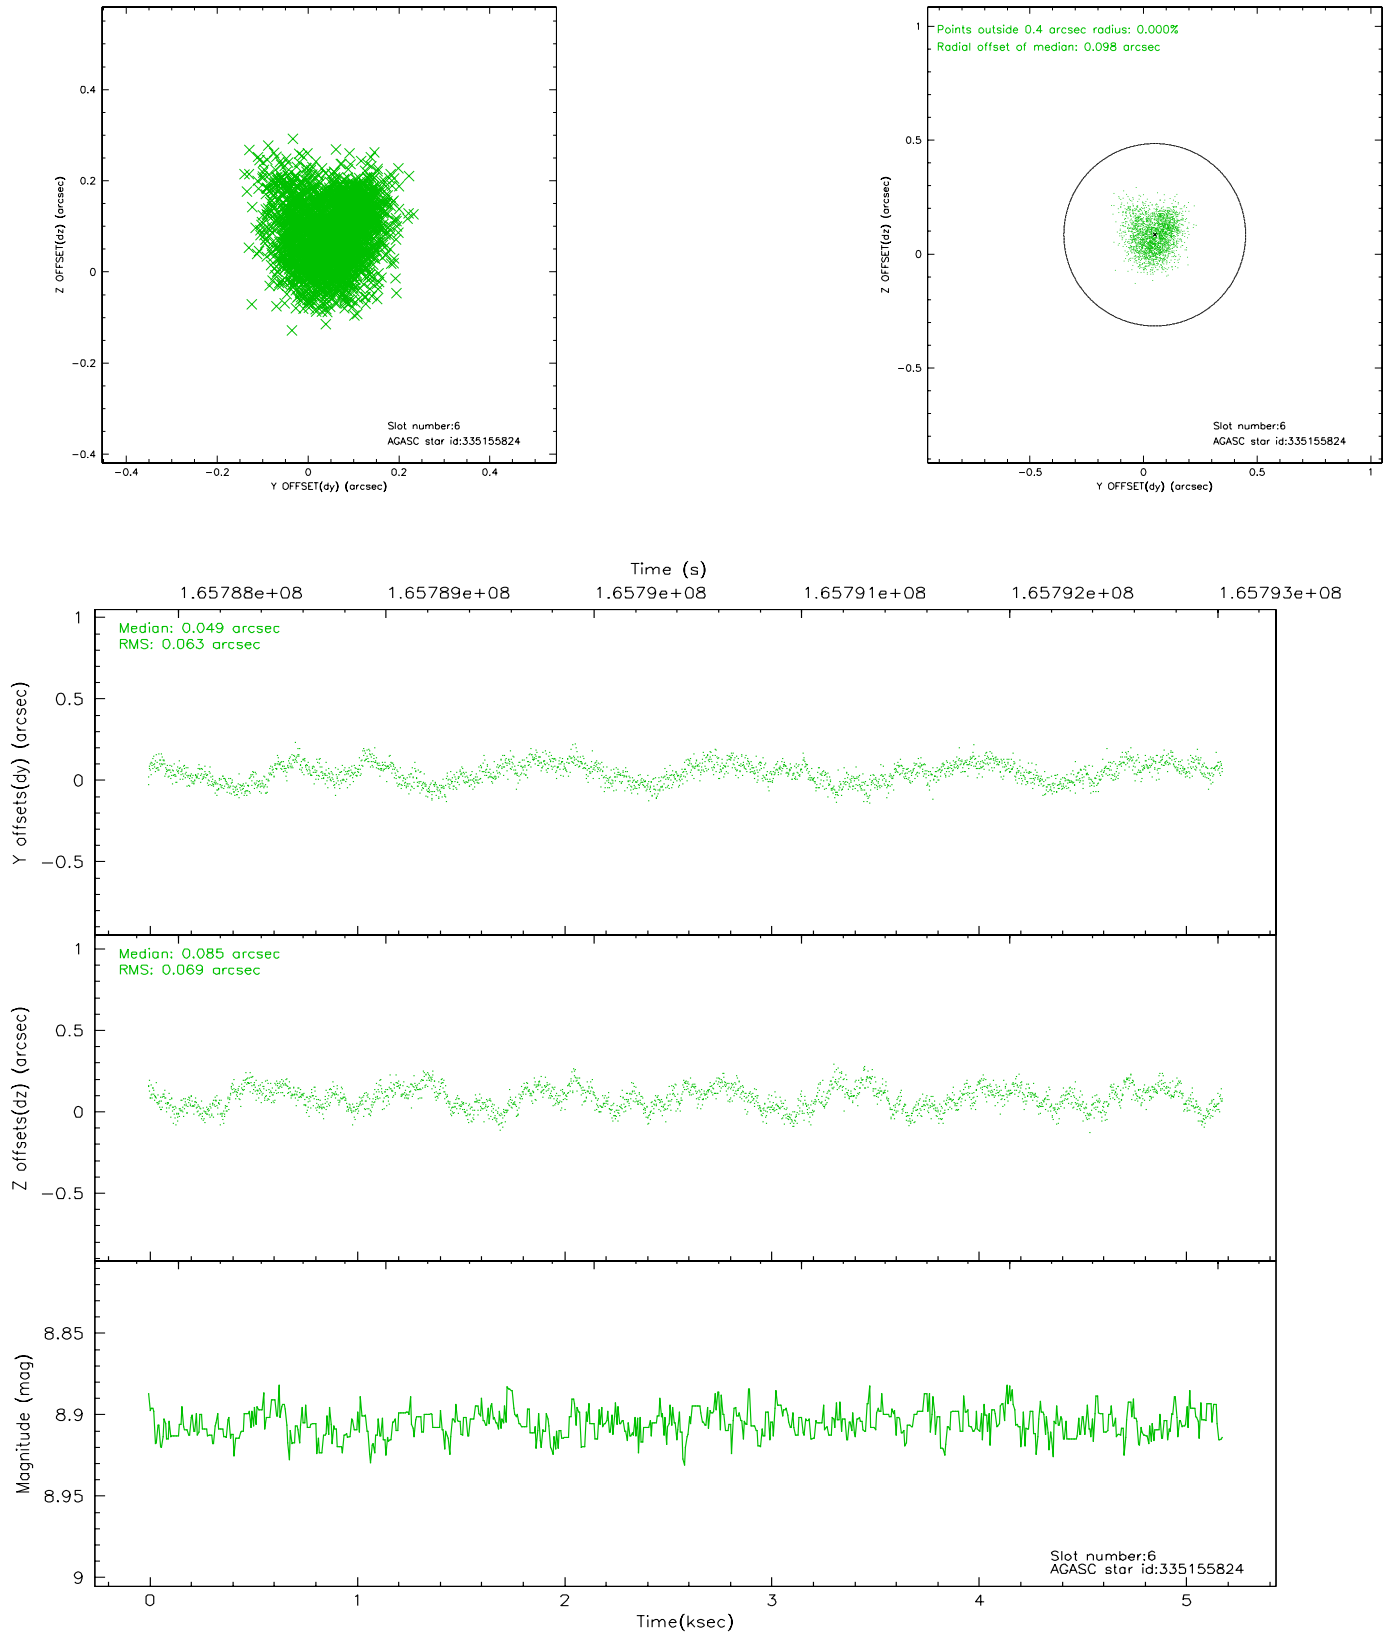 0.4
0.2
0
−0.2
−0.4
Z OFFSET(dz) (arcsec)
Slot number:6
AGASC star id:335155824
−0.4
−0.2
0
0.2
0.4
Y OFFSET(dy) (arcsec)
Points outside 0.4 arcsec radius: 0.000%
Radial offset of median: 0.098 arcsec
1
0.5
0
−0.5
Z OFFSET(dz) (arcsec)
Slot number:6
AGASC star id:335155824
−0.5
0
0.5
1
Y OFFSET(dy) (arcsec)
Time (s)
1.65788e+08
1.65789e+08
1.6579e+08
1.65791e+08
1.65792e+08
1.65793e+08
Median: 0.049 arcsec
RMS: 0.063 arcsec
1
0.5
0
−0.5
Y offsets(dy) (arcsec)
Median: 0.085 arcsec
RMS: 0.069 arcsec
1
0.5
0
−0.5
Z offsets(dz) (arcsec)
8.85
8.9
8.95
9
Magnitude (mag)
Slot number:6
AGASC star id:335155824
0
1
2
3
4
5
Time(ksec)